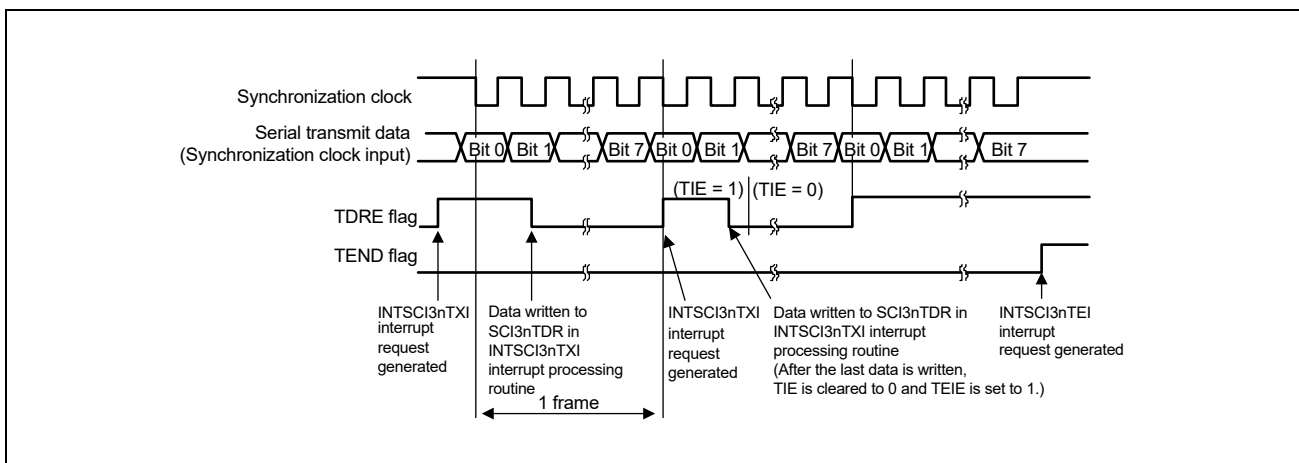 Synchronization clock
Serial transmit data
(Synchronization clock input)
Bit 0 Bit 1 Bit 7 Bit 0 Bit 1 Bit 7 Bit 0 Bit 1 Bit 7
(TIE = 1) (TIE = 0)
TDRE flag
TEND flag
INTSCI3nTXI
interrupt
request
generated
Data written to
SCI3nTDR in
INTSCI3nTXI
interrupt processing
routine
INTSCI3nTXI
interrupt
request
generated
Data written to SCI3nTDR in
INTSCI3nTXI interrupt
processing routine
(After the last data is written,
TIE is cleared to 0 and TEIE is set to 1.)
INTSCI3nTEI
interrupt
request generated
1 frame